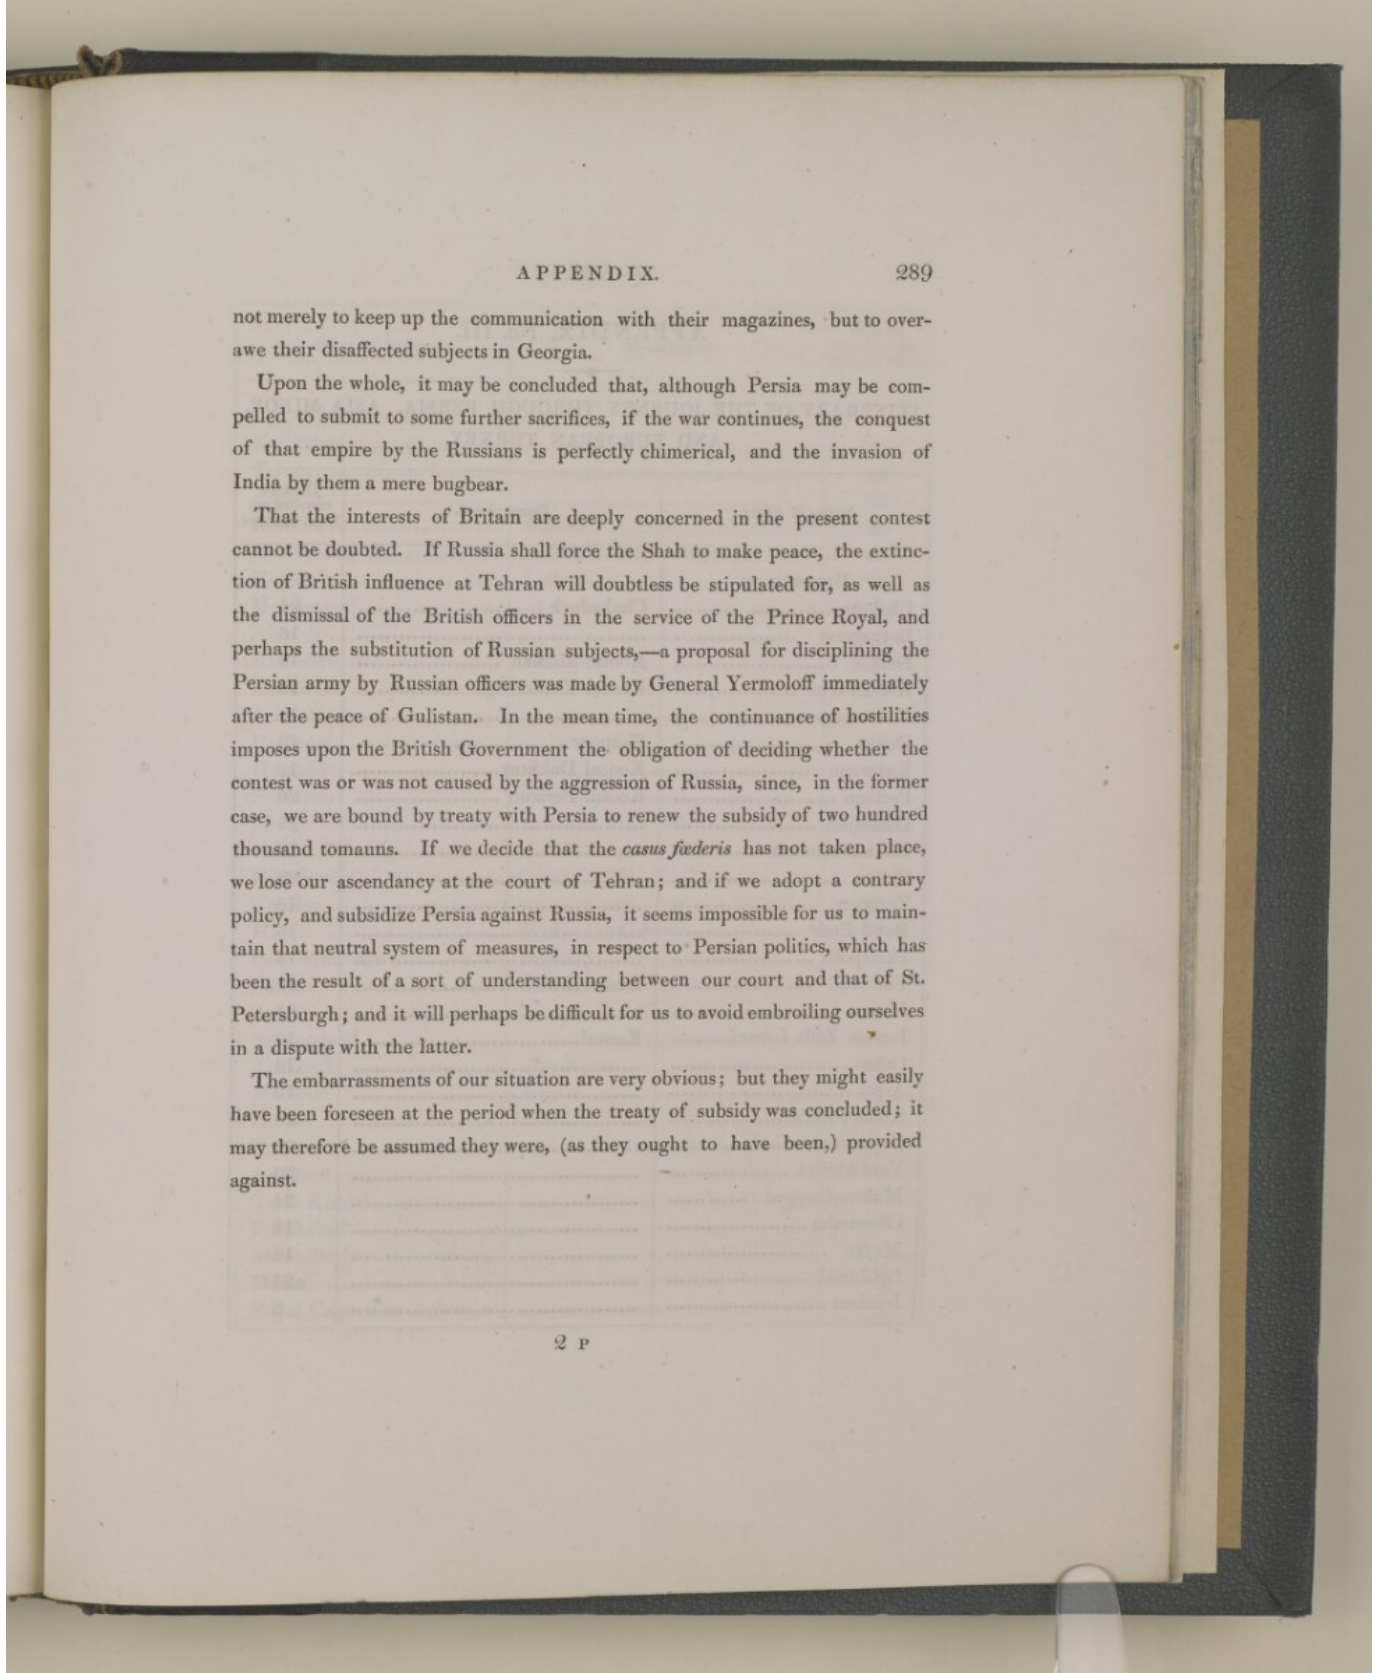 APPENDIX. 289
not merely to keep up the communication with their magazines, but to over-
awe their disaffected subjects in Georgia.
Upon the whole, it may be concluded that, although Persia may be com-
pelled to submit to some further sacrifices, if the war continues, the conquest
of that empire by the Russians is perfectly chimerical, and the invasion of
India by them a mere bugbear.
That the interests of Britain are deeply concerned in the present contest
cannot be doubted. If Russia shall force the Shah to make peace, the extinc-
tion of British influence at Tehran will doubtless be stipulated for, as well as
the dismissal of the British officers in the service of the Prince Royal, and
perhaps the substitution of Russian subjects,—a proposal for disciplining the
Persian army by Russian officers was made by General Yermoloff immediately
after the peace of Gulistan. In the mean time, the continuance of hostilities
imposes upon the British Government the obligation of deciding whether the
contest was or was not caused by the aggression of Russia, since, in the former
case, we are bound by treaty with Persia to renew the subsidy of two hundred
thousand tomauns. If we decide that the casus fœderis has not taken place,
we lose our ascendancy at the court of Tehran; and if we adopt a contrary
policy, and subsidize Persia against Russia, it seems impossible for us to main-
tain that neutral system of measures, in respect to Persian politics, which has
been the result of a sort of understanding between our court and that of St.
Petersburgh; and it will perhaps be difficult for us to avoid embroiling ourselves
in a dispute with the latter.
The embarrassments of our situation are very obvious; but they might easily
have been foreseen at the period when the treaty of subsidy was concluded; it
may therefore be assumed they were, (as they ought to have been,) provided
against.
2 P